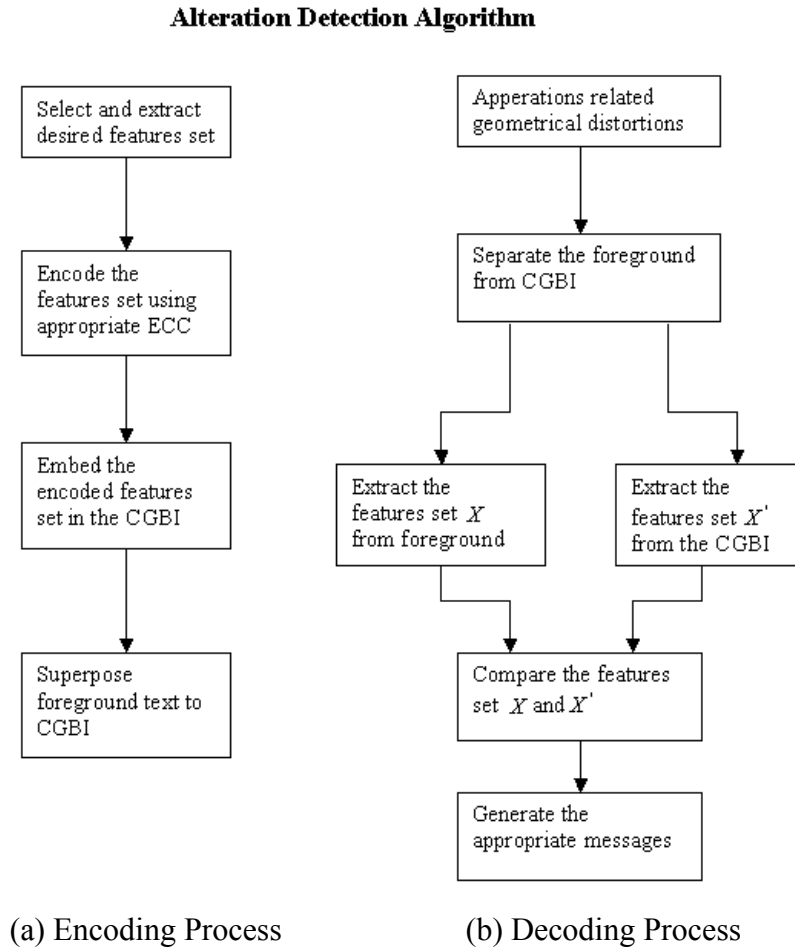 Alteration Detection Algorithm
Select and extract
desired features set
Encode the
features set using
appropriate ECC
Embed the
encoded features
set in the CGBI
Superpose
foreground text to
CGBI
(a) Encoding Process
Apperations related
geometrical distortions
Separate the foreground
from CGBI
Extract the
features set X
from foreground
Extract the
features set X'
from the CGBI
Compare the features
set X and X'
Generate the
appropriate messages
(b) Decoding Process